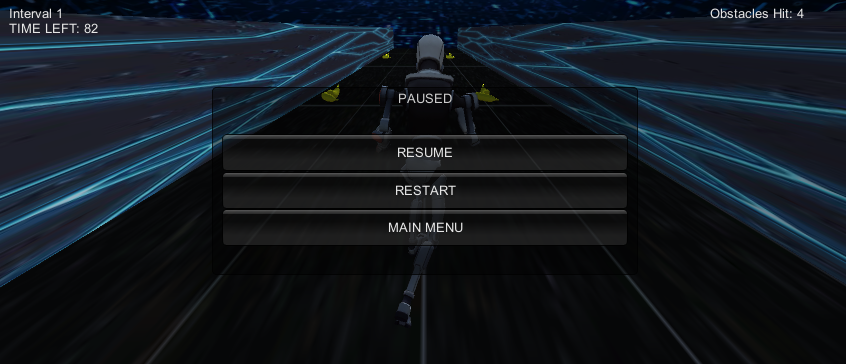 Interval 1
TIME LEFT: 82
Obstacles Hit: 4
PAUSED
RESUME
RESTART
MAIN MENU